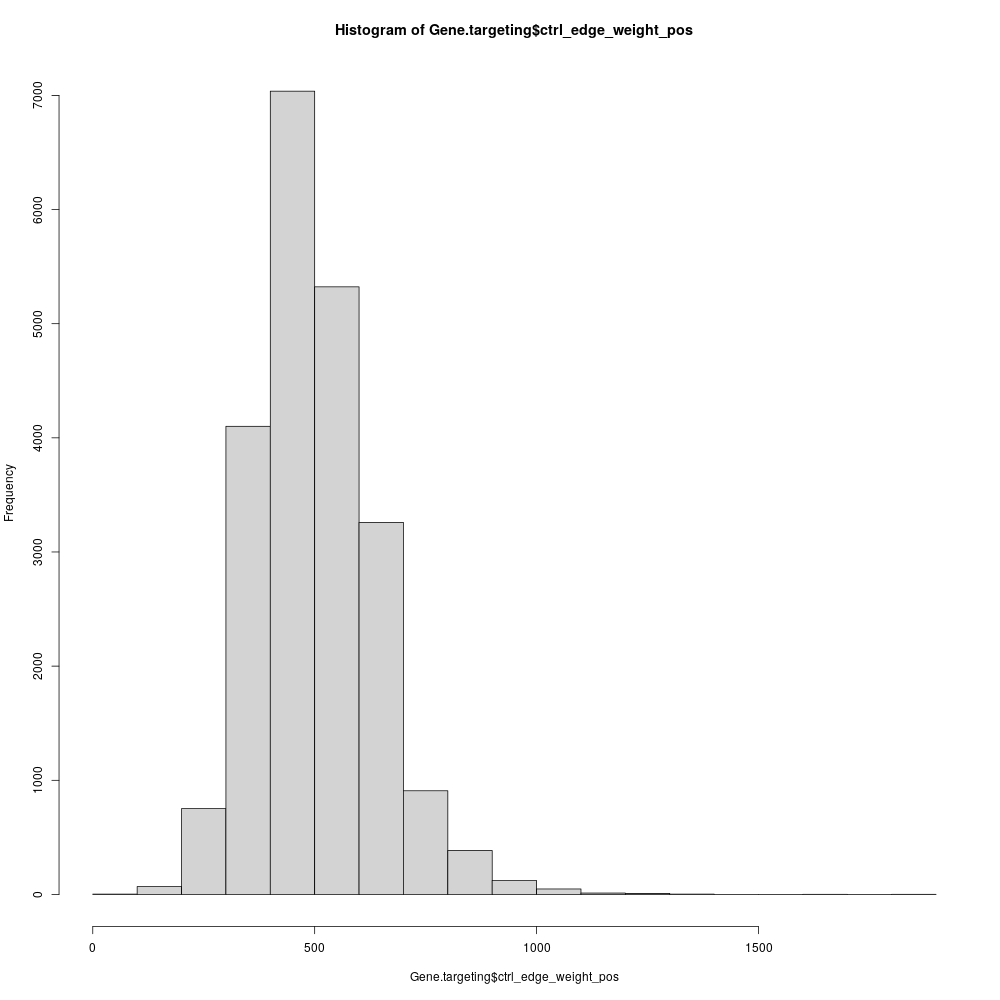 Histogram of Gene.targeting$ctrl_edge_weight_pos
7000
6000
5000
4000
3000
2000
1000
0
Frequency
0 500 1000 1500
Gene.targeting$ctrl_edge_weight_pos